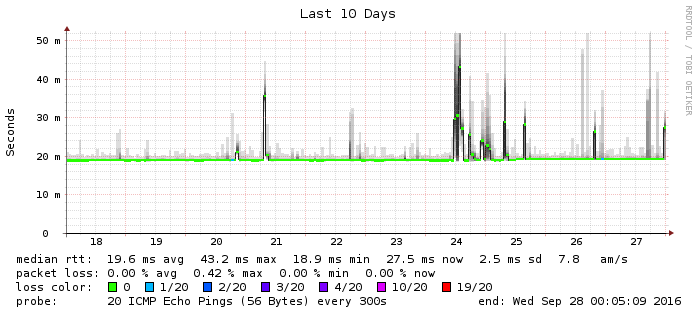 Last 10 Days
RRDTOOL / TOBI OETIKER
Seconds
50 m
40 m
30 m
20 m
10 m
0
18 19 20 21 22 23 24 25 26 27
median rtt: 19.6 ms avg 43.2 ms max 18.9 ms min 27.5 ms now 2.5 ms sd 7.8 am/s
packet loss: 0.00 % avg 0.42 % max 0.00 % min 0.00 % now
loss color: 0 1/20 2/20 3/20 4/20 10/20 19/20
probe: 20 ICMP Echo Pings (56 Bytes) every 300s end: Wed Sep 28 00:05:09 2016